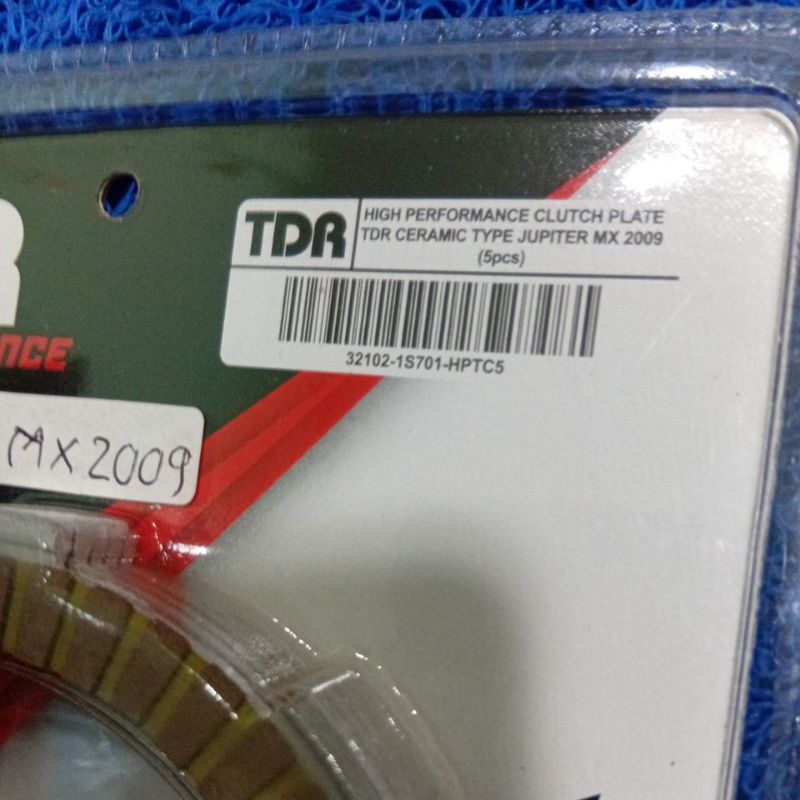 TDR
HIGH PERFORMANCE CLUTCH PLATE
TDR CERAMIC TYPE JUPITER MX 2009
(5pcs)
32102-1S701-HPTC5
MX2009